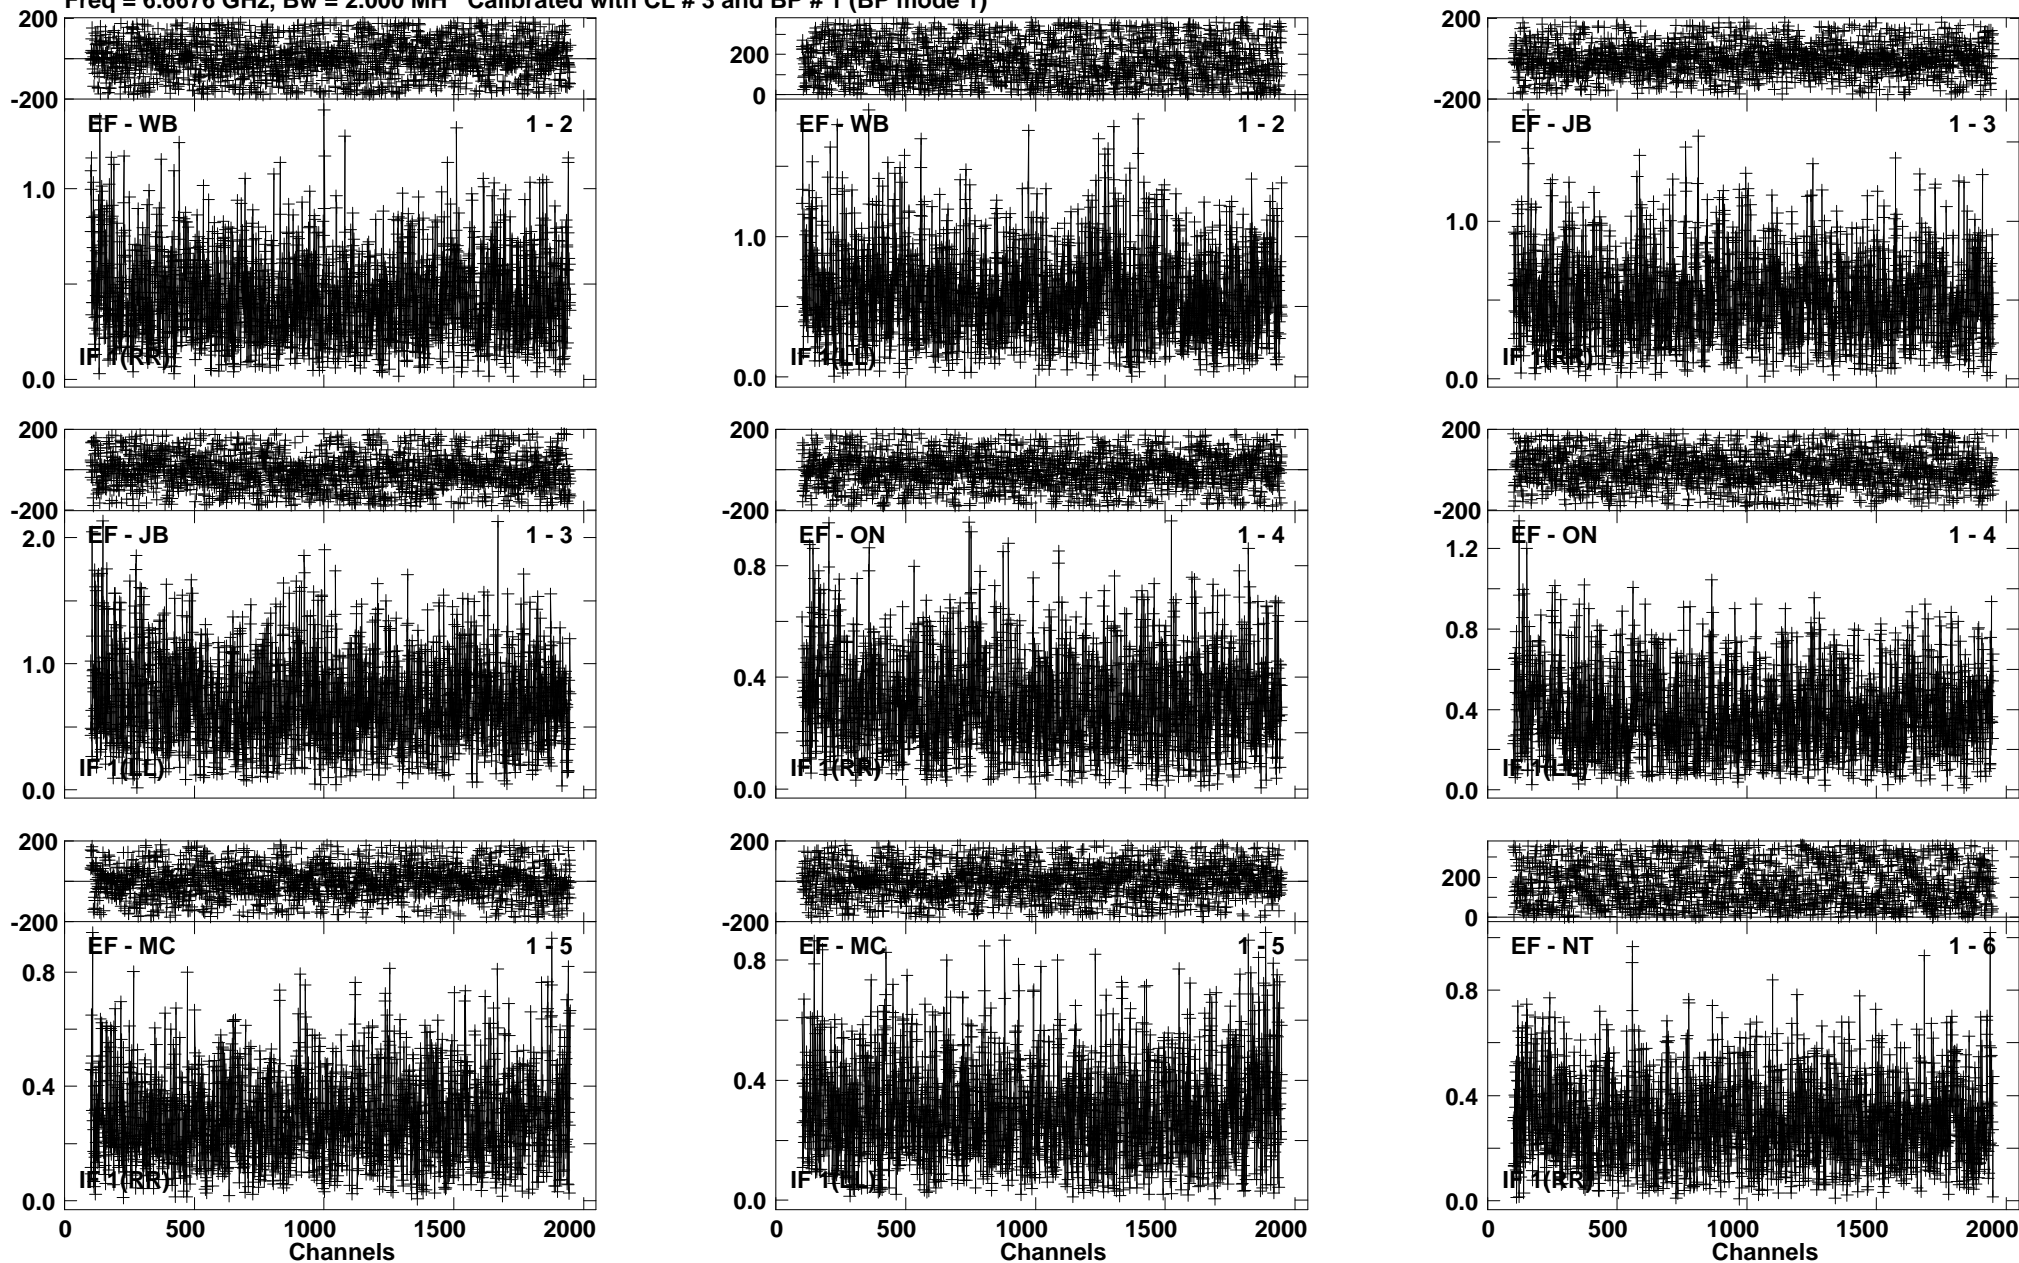 Freq = 6.6676 GHz, Bw = 2.000 MH Calibrated with CL # 3 and BP # 1 (BP mode 1)
200
-200
EF - WB 1 - 2
1.0
0.0
IF 1(RR)
200
0
EF - WB 1 - 2
1.0
0.0
IF 1(LL)
200
-200
EF - JB 1 - 3
1.0
0.0
IF 1(RR)
200
-200
EF - JB 1 - 3
2.0
1.0
0.0
IF 1(LL)
200
-200
EF - ON 1 - 4
0.8
0.4
0.0
IF 1(RR)
200
-200
EF - ON 1 - 4
1.2
0.8
0.4
0.0
IF 1(LL)
200
-200
EF - MC 1 - 5
0.8
0.4
0.0
IF 1(RR)
0 500 1000 1500 2000
Channels
200
-200
EF - MC 1 - 5
0.8
0.4
0.0
IF 1(LL)
0 500 1000 1500 2000
Channels
200
0
EF - NT 1 - 6
0.8
0.4
0.0
IF 1(RR)
0 500 1000 1500 2000
Channels